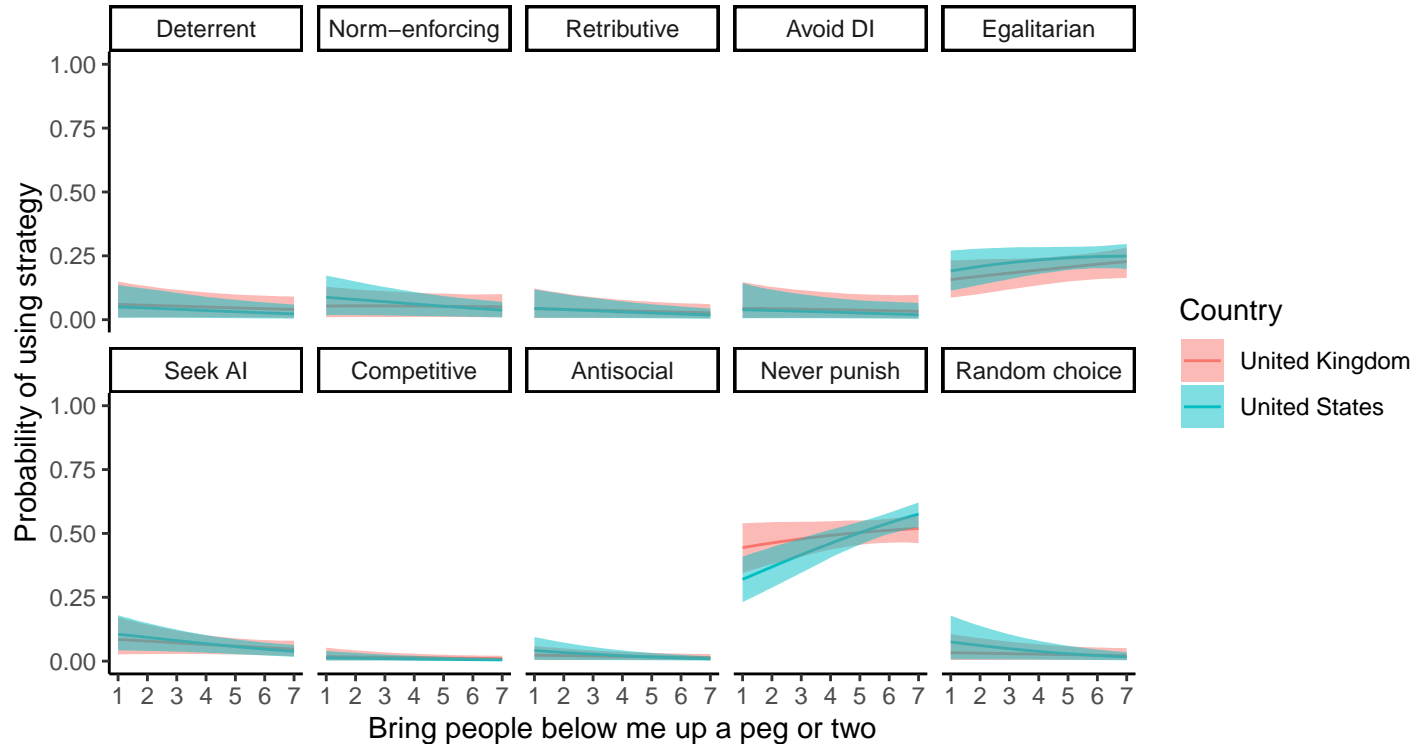 Deterrent Norm−enforcing Retributive Avoid DI Egalitarian
1.00
0.75
0.50
0.25
0.00
Probability of using strategy
Seek AI Competitive Antisocial Never punish Random choice
1.00
0.75
0.50
0.25
0.00
1 2 3 4 5 6 7 1 2 3 4 5 6 7 1 2 3 4 5 6 7 1 2 3 4 5 6 7 1 2 3 4 5 6 7
Bring people below me up a peg or two
Country
United Kingdom
United States